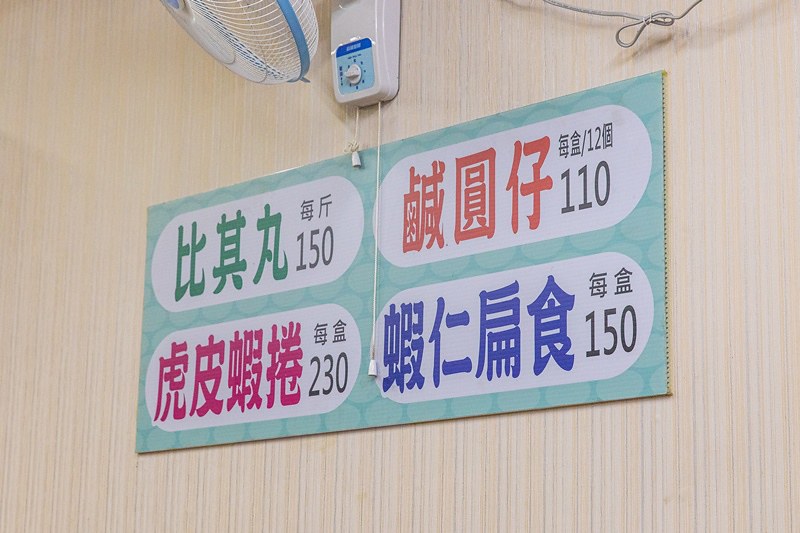 比其丸 每斤 150
鹹圓仔 每盒/12個 110
虎皮蝦捲 每盒 230
蝦仁扁食 每盒 150